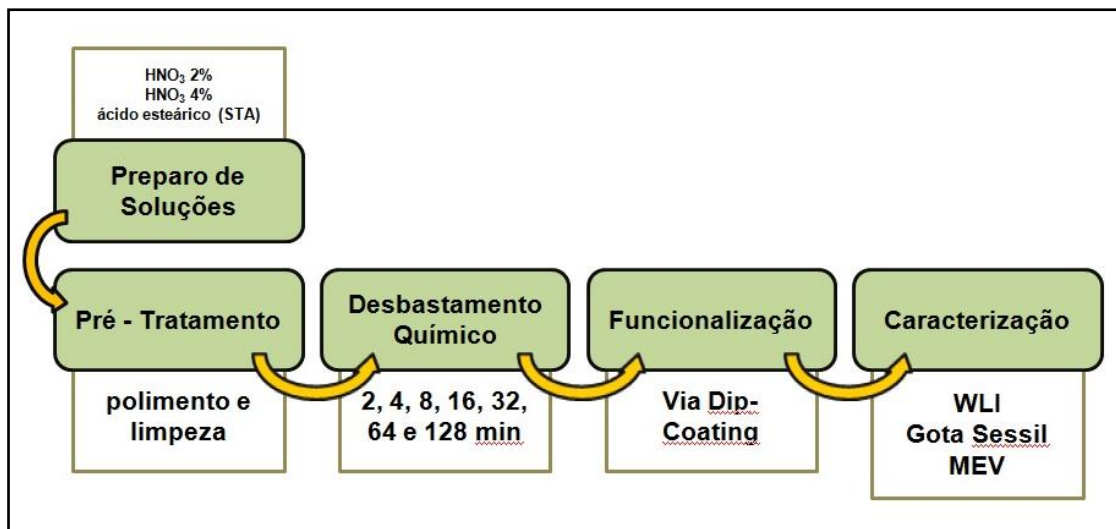 HNO₃ 2%
HNO₃ 4%
ácido esteárico (STA)
Preparo de
Soluções
Pré - Tratamento
polimento e
limpeza
Desbastamento
Químico
2, 4, 8, 16, 32,
64 e 128 min
Funcionalização
Via Dip-
Coating
Caracterização
WLI
Gota Sessil
MEV